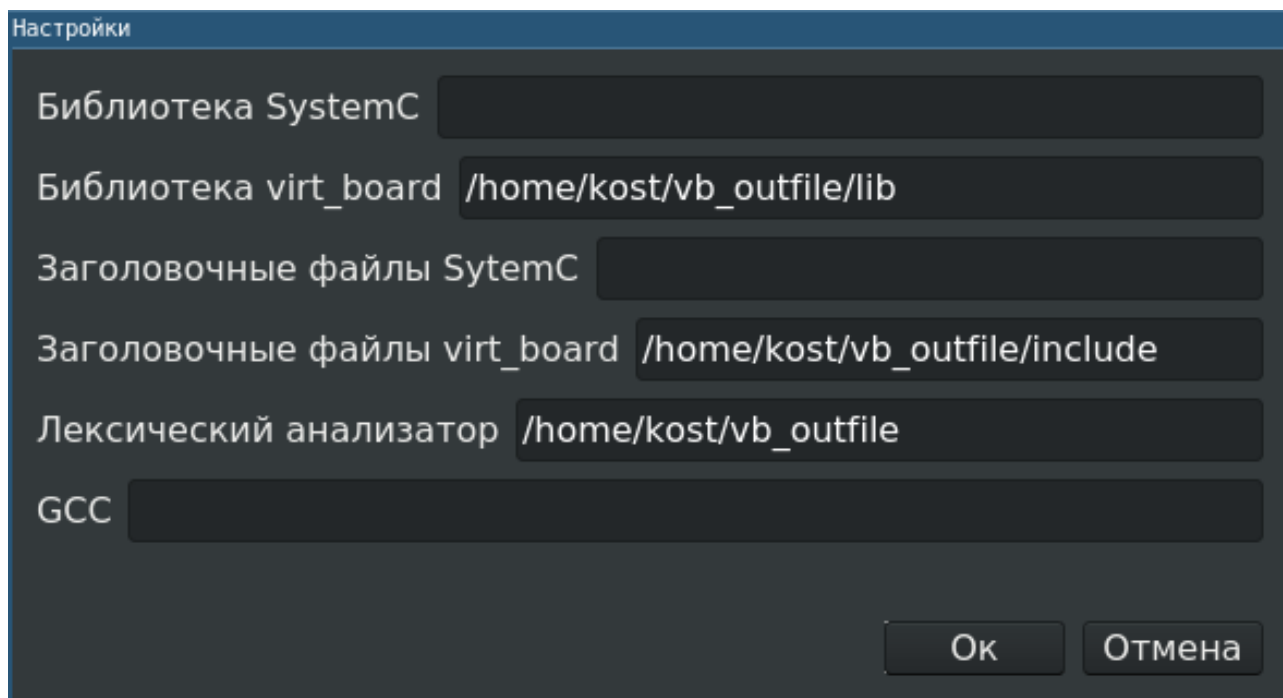 Настройки
Библиотека SystemC
Библиотека virt_board /home/kost/vb_outfile/lib
Заголовочные файлы SytemC
Заголовочные файлы virt_board /home/kost/vb_outfile/include
Лексический анализатор /home/kost/vb_outfile
GCC
Ок Отмена